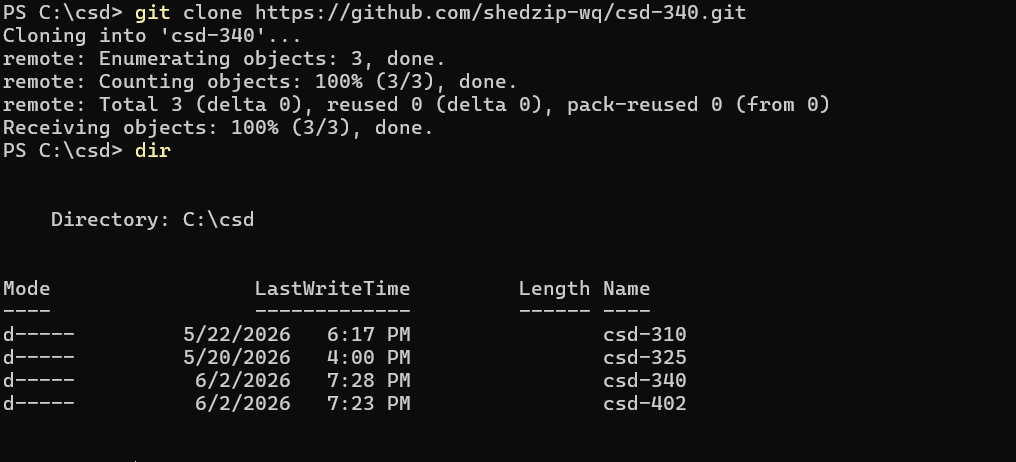 PS C:\csd> git clone https://github.com/shedzip-wq/csd-340.git
Cloning into 'csd-340'...
remote: Enumerating objects: 3, done.
remote: Counting objects: 100% (3/3), done.
remote: Total 3 (delta 0), reused 0 (delta 0), pack-reused 0 (from 0)
Receiving objects: 100% (3/3), done.
PS C:\csd> dir
    Directory: C:\csd
Mode                 LastWriteTime         Length Name
----                 -------------         ------ ----
d-----         5/22/2026   6:17 PM                csd-310
d-----         5/20/2026   4:00 PM                csd-325
d-----          6/2/2026   7:28 PM                csd-340
d-----          6/2/2026   7:23 PM                csd-402